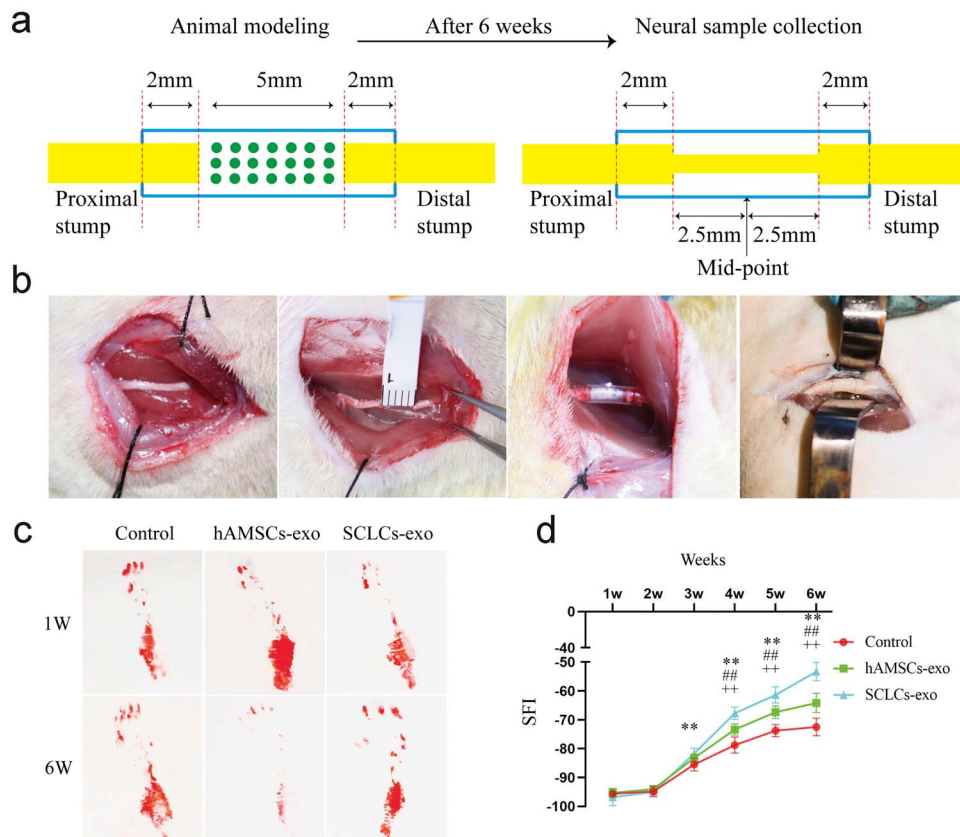 a
Animal modeling
After 6 weeks
Neural sample collection
2mm
5mm
2mm
2mm
2mm
Proximal
stump
Distal
stump
Proximal
stump
Distal
stump
2.5mm
2.5mm
Mid-point
b
1
c
Control
hAMSCs-exo
SCLCs-exo
1W
6W
d
Weeks
1w
2w
3w
4w
5w
6w
SFI
0
-40
-50
-60
-70
-80
-90
-100
**
**
##
++
**
##
++
**
##
++
Control
hAMSCs-exo
SCLCs-exo